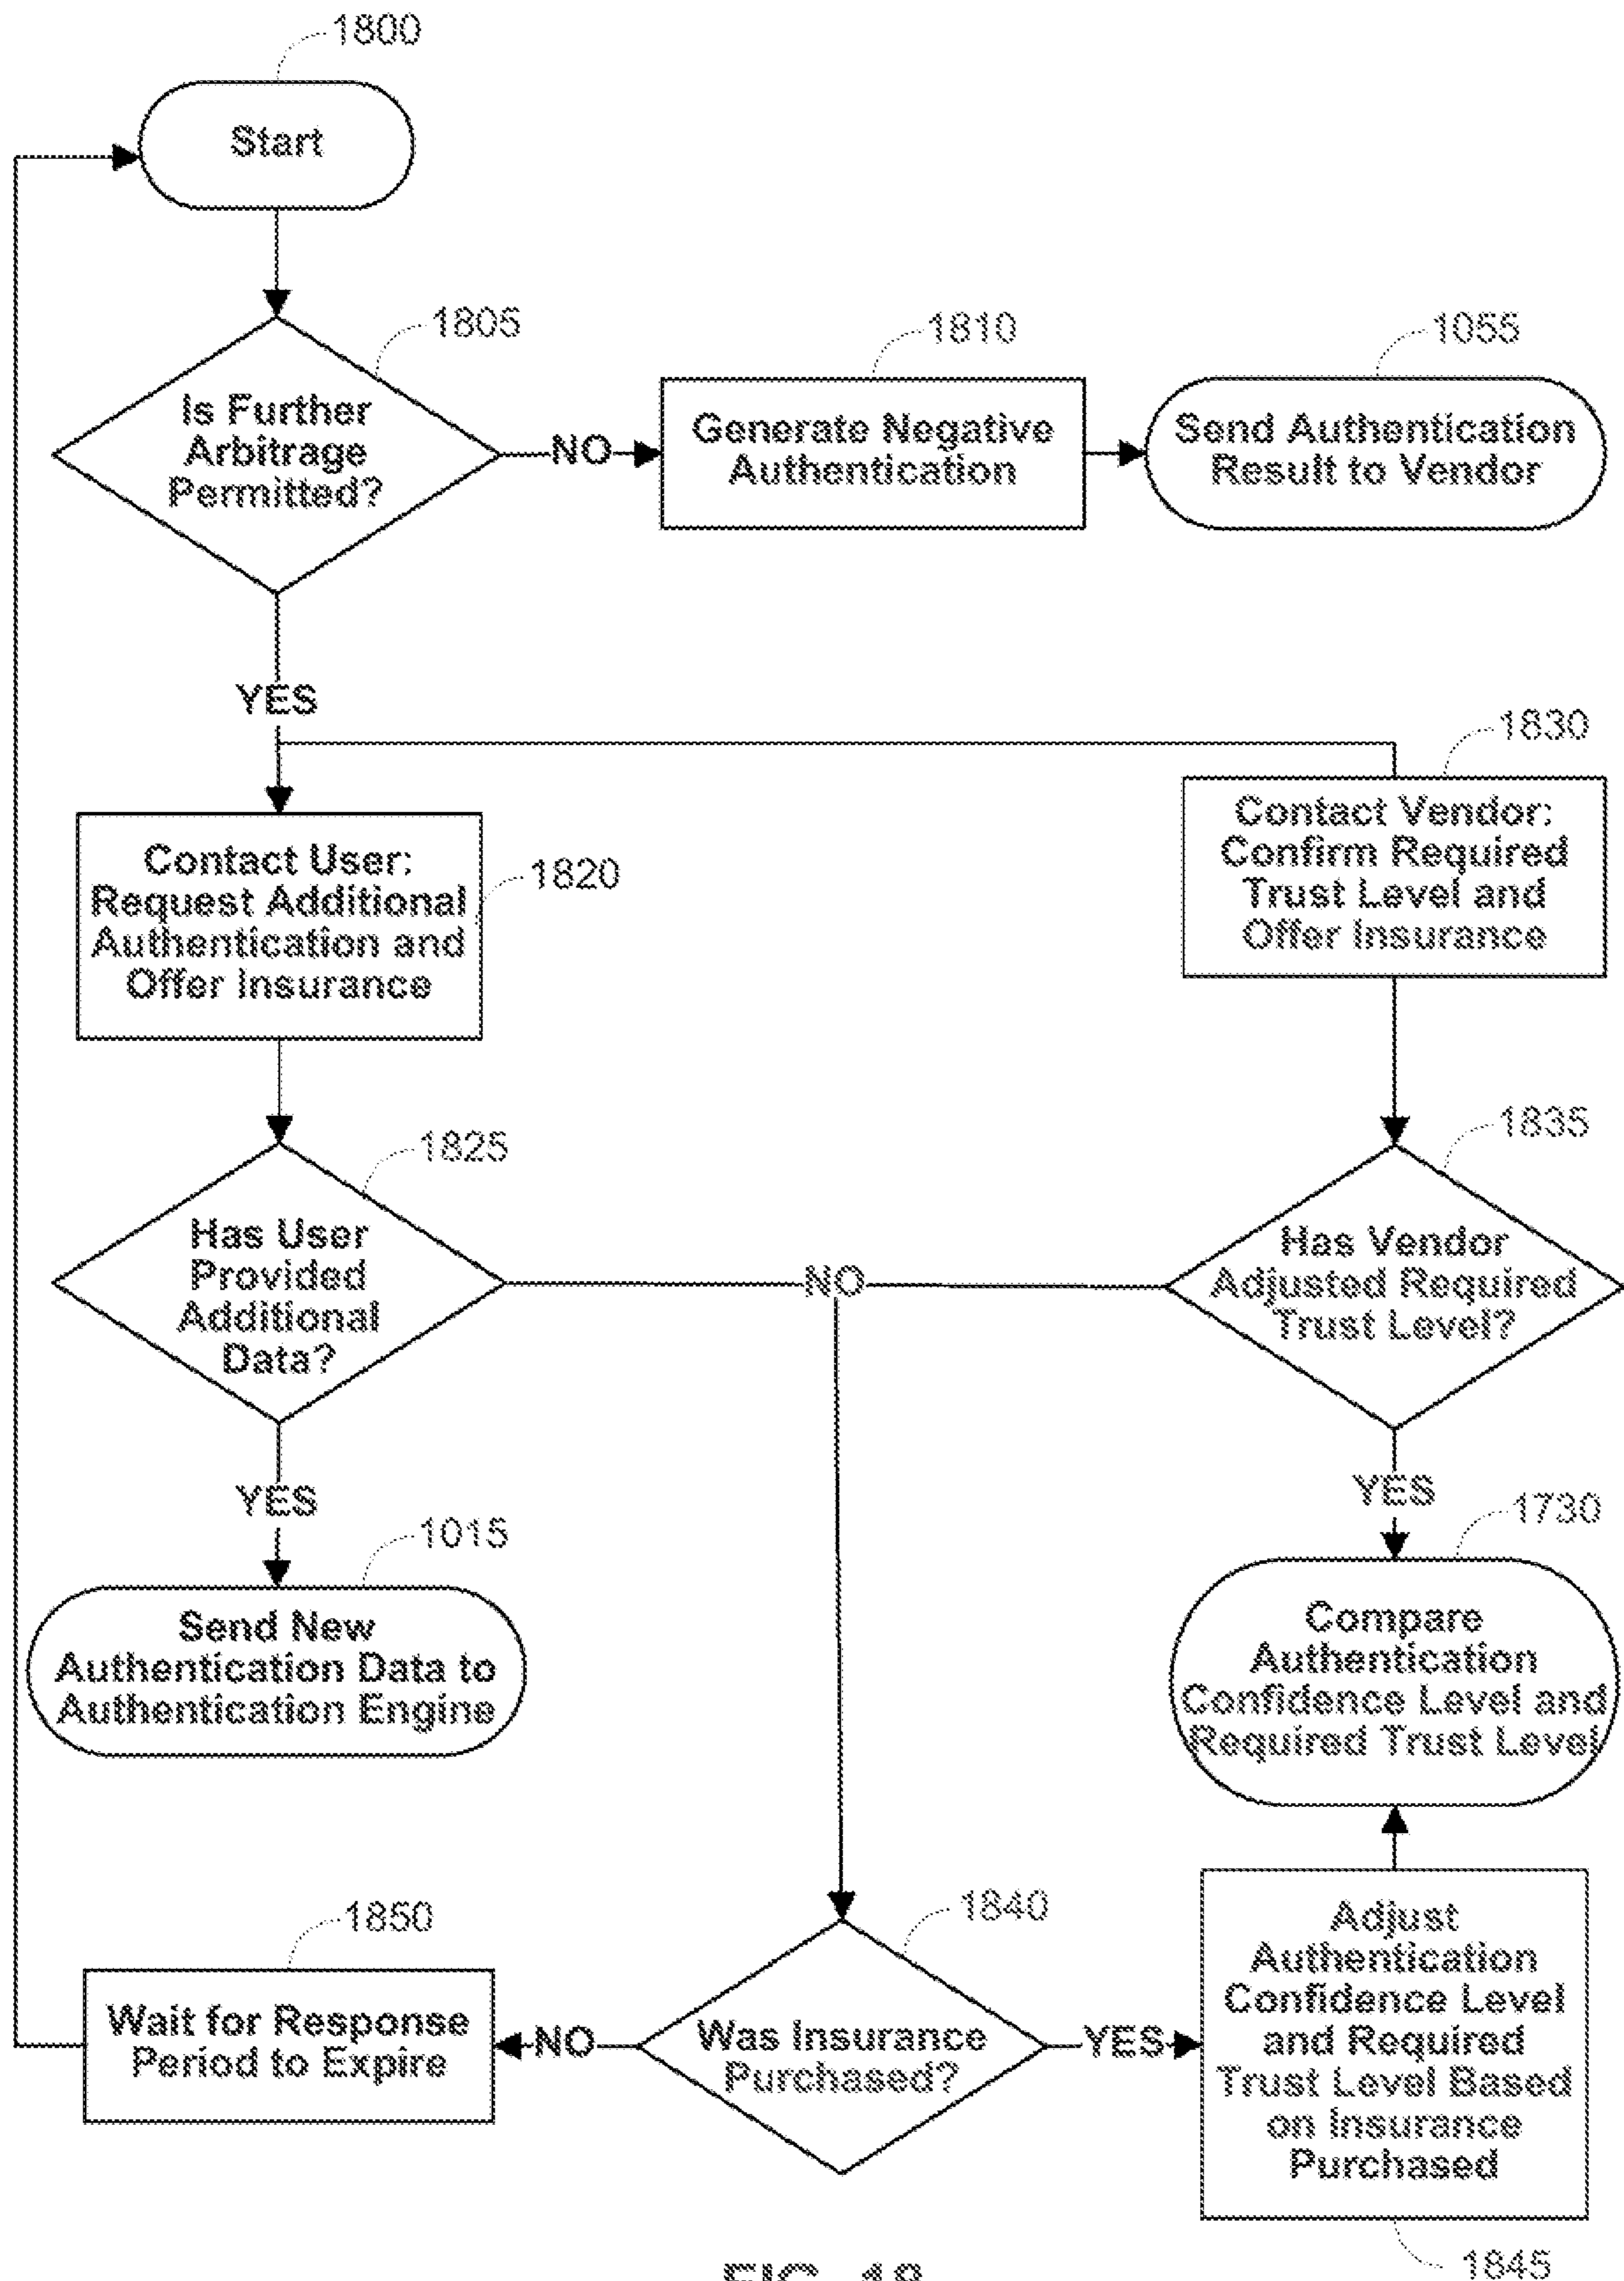 1800
Start
1805
Is Further
Arbitrage
Permitted?
NO
1810
Generate Negative
Authentication
1055
Send Authentication
Result to Vendor
YES
1820
Contact User:
Request Additional
Authentication and
Offer Insurance
1830
Contact Vendor:
Confirm Required
Trust Level and
Offer Insurance
1825
Has User
Provided
Additional
Data?
NO
1835
Has Vendor
Adjusted Required
Trust Level?
YES
1015
Send New
Authentication Data to
Authentication Engine
YES
1730
Compare
Authentication
Confidence Level and
Required Trust Level
1850
Wait for Response
Period to Expire
NO
1840
Was Insurance
Purchased?
YES
Adjust
Authentication
Confidence Level
and Required
Trust Level Based
on Insurance
Purchased
1845
FIG. 18